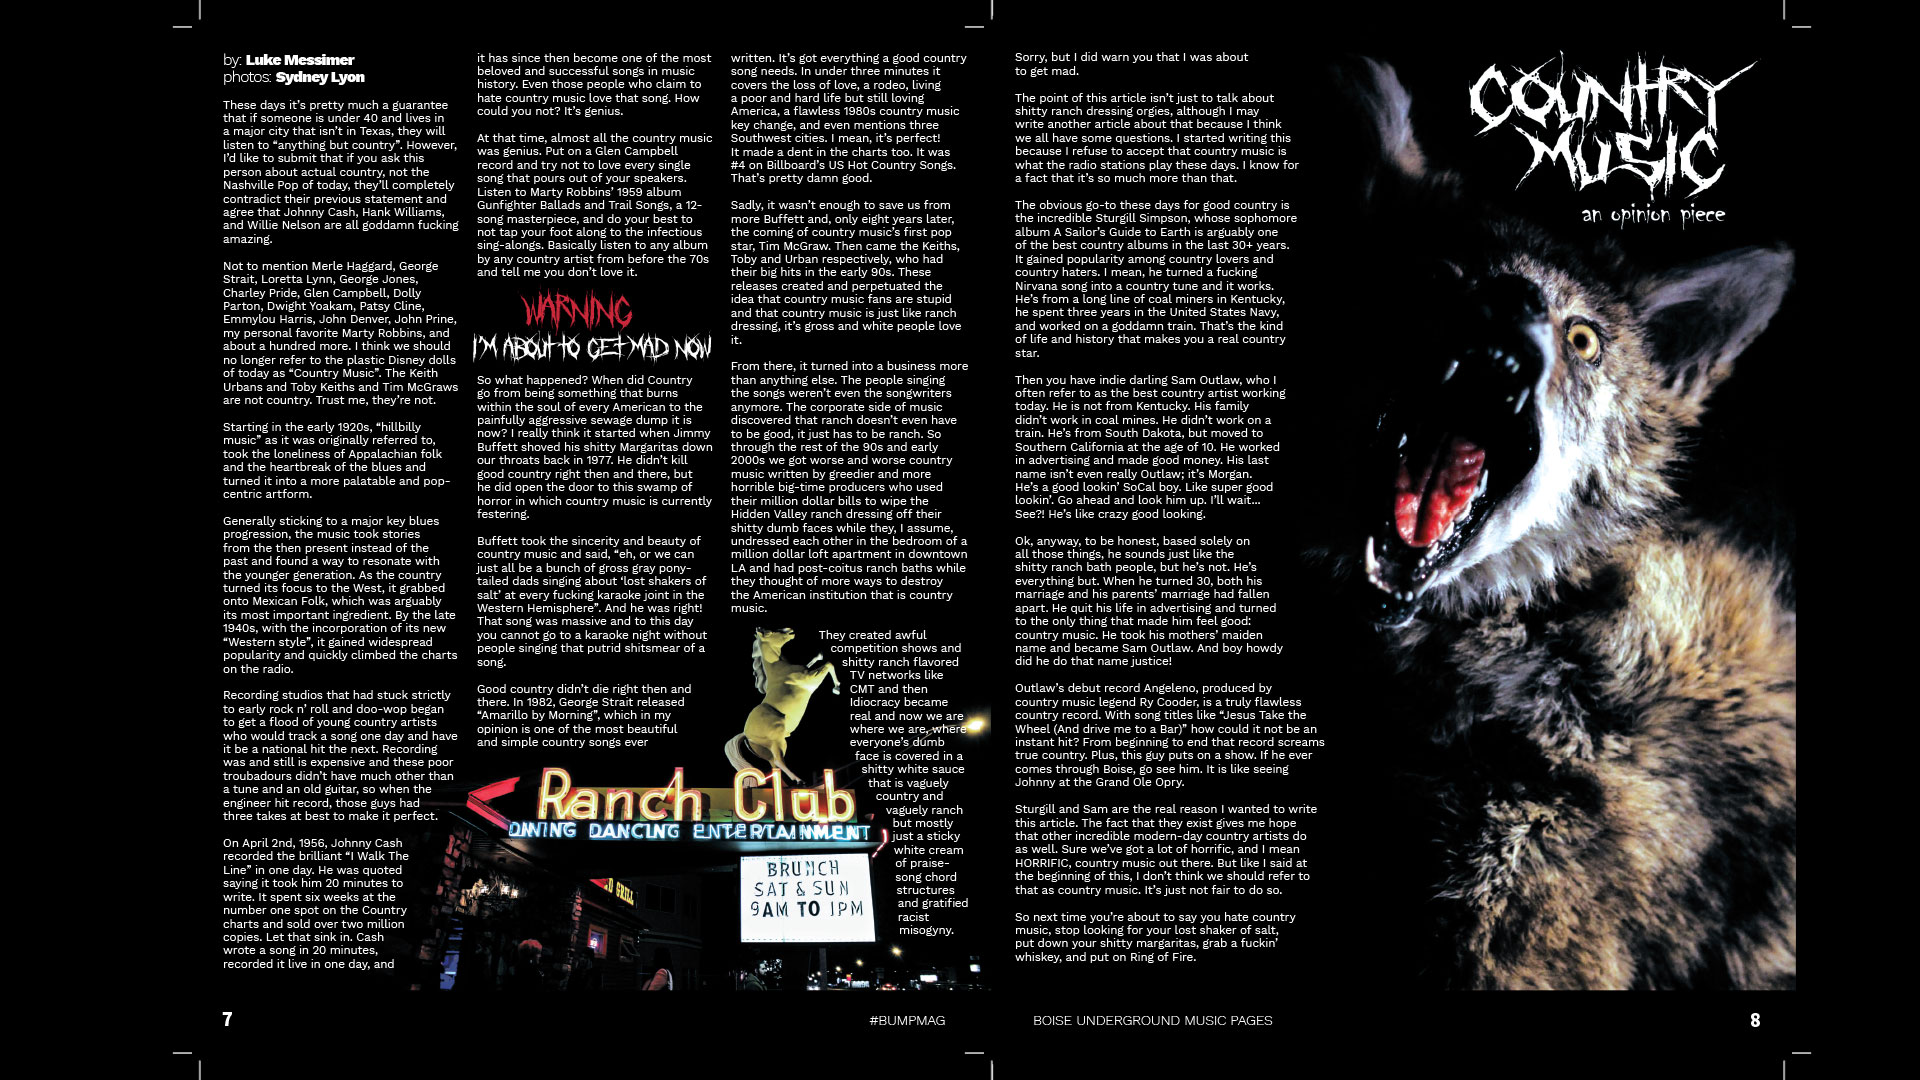 by: Luke Messimer
photos: Sydney Lyon
These days it's pretty much a guarantee
that if someone is under 40 and lives in
a major city that isn't in Texas, they will
listen to “anything but country”. However,
I'd like to submit that if you ask this
person about actual country, not the
Nashville Pop of today, they'll completely
contradict their previous statement and
agree that Johnny Cash, Hank Williams,
and Willie Nelson are all goddamn fucking
amazing.
Not to mention Merle Haggard, George
Strait, Loretta Lynn, George Jones,
Charley Pride, Glen Campbell, Dolly
Parton, Dwight Yoakam, Patsy Cline,
Emmylou Harris, John Denver, John Prine,
my personal favorite Marty Robbins, and
about a hundred more. I think we should
no longer refer to the plastic Disney dolls
of today as “Country Music”. The Keith
Urbans and Toby Keiths and Tim McGraws
are not country. Trust me, they're not.
Starting in the early 1920s, “hillbilly
music” as it was originally referred to,
took the loneliness of Appalachian folk
and the heartbreak of the blues and
turned it into a more palatable and pop-
centric artform.
Generally sticking to a major key blues
progression, the music took stories
from the then present instead of the
past and found a way to resonate with
the younger generation. As the country
turned its focus to the West, it grabbed
onto Mexican Folk, which was arguably
its most important ingredient. By the late
1940s, with the incorporation of its new
“Western style”, it gained widespread
popularity and quickly climbed the charts
on the radio.
Recording studios that had stuck strictly
to early rock n' roll and doo-wop began
to get a flood of young country artists
who would track a song one day and have
it be a national hit the next. Recording
was and still is expensive and these poor
troubadours didn't have much other than
a tune and an old guitar, so when the
engineer hit record, those guys had
three takes at best to make it perfect.
On April 2nd, 1956, Johnny Cash
recorded the brilliant “I Walk The
Line” in one day. He was quoted
saying it took him 20 minutes to
write. It spent six weeks at the
number one spot on the Country
charts and sold over two million
copies. Let that sink in. Cash
wrote a song in 20 minutes,
recorded it live in one day, and
it has since then become one of the most
beloved and successful songs in music
history. Even those people who claim to
hate country music love that song. How
could you not? It's genius.
At that time, almost all the country music
was genius. Put on a Glen Campbell
record and try not to love every single
song that pours out of your speakers.
Listen to Marty Robbins' 1959 album
Gunfighter Ballads and Trail Songs, a 12-
song masterpiece, and do your best to
not tap your foot along to the infectious
sing-alongs. Basically listen to any album
by any country artist from before the 70s
and tell me you don't love it.
WARNING
I'M ABOUT TO GET MAD NOW
So what happened? When did Country
go from being something that burns
within the soul of every American to the
painfully aggressive sewage dump it is
now? I really think it started when Jimmy
Buffett shoved his shitty Margaritas down
our throats back in 1977. He didn't kill
good country right then and there, but
he did open the door to this swamp of
horror in which country music is currently
festering.
Buffett took the sincerity and beauty of
country music and said, “eh, or we can
just all be a bunch of gross gray pony-
tailed dads singing about ‘lost shakers of
salt’ at every fucking karaoke joint in the
Western Hemisphere”. And he was right!
That song was massive and to this day
you cannot go to a karaoke night without
people singing that putrid shitsmear of a
song.
Good country didn't die right then and
there. In 1982, George Strait released
“Amarillo by Morning”, which in my
opinion is one of the most beautiful
and simple country songs ever
written. It's got everything a good country
song needs. In under three minutes it
covers the loss of love, a rodeo, living
a poor and hard life but still loving
America, a flawless 1980s country music
key change, and even mentions three
Southwest cities. I mean, it's perfect!
It made a dent in the charts too. It was
#4 on Billboard's US Hot Country Songs.
That's pretty damn good.
Sadly, it wasn't enough to save us from
more Buffett and, only eight years later,
the coming of country music's first pop
star, Tim McGraw. Then came the Keiths,
Toby and Urban respectively, who had
their big hits in the early 90s. These
releases created and perpetuated the
idea that country music fans are stupid
and that country music is just like ranch
dressing, it's gross and white people love
it.
From there, it turned into a business more
than anything else. The people singing
the songs weren't even the songwriters
anymore. The corporate side of music
discovered that ranch doesn't even have
to be good, it just has to be ranch. So
through the rest of the 90s and early
2000s we got worse and worse country
music written by greedier and more
horrible big-time producers who used
their million dollar bills to wipe the
Hidden Valley ranch dressing off their
shitty dumb faces while they, I assume,
undressed each other in the bedroom of a
million dollar loft apartment in downtown
LA and had post-coitus ranch baths while
they thought of more ways to destroy
the American institution that is country
music.
They created awful
competition shows and
shitty ranch flavored
TV networks like
CMT and then
Idiocracy became
real and now we are
where we are, where
everyone's dumb
face is covered in a
shitty white sauce
that is vaguely
country and
vaguely ranch
but mostly
just a sticky
white cream
of praise-
song chord
structures
and gratified
racist
misogyny.
Ranch Club
DINING DANCING ENTERTAINMENT
BRUNCH
SAT & SUN
9AM TO 1PM
GRILL
Sorry, but I did warn you that I was about
to get mad.
The point of this article isn't just to talk about
shitty ranch dressing orgies, although I may
write another article about that because I think
we all have some questions. I started writing this
because I refuse to accept that country music is
what the radio stations play these days. I know for
a fact that it's so much more than that.
The obvious go-to these days for good country is
the incredible Sturgill Simpson, whose sophomore
album A Sailor's Guide to Earth is arguably one
of the best country albums in the last 30+ years.
It gained popularity among country lovers and
country haters. I mean, he turned a fucking
Nirvana song into a country tune and it works.
He's from a long line of coal miners in Kentucky,
he spent three years in the United States Navy,
and worked on a goddamn train. That's the kind
of life and history that makes you a real country
star.
Then you have indie darling Sam Outlaw, who I
often refer to as the best country artist working
today. He is not from Kentucky. His family
didn't work in coal mines. He didn't work on a
train. He's from South Dakota, but moved to
Southern California at the age of 10. He worked
in advertising and made good money. His last
name isn't even really Outlaw; it's Morgan.
He's a good lookin' SoCal boy. Like super good
lookin'. Go ahead and look him up. I'll wait...
See?! He's like crazy good looking.
Ok, anyway, to be honest, based solely on
all those things, he sounds just like the
shitty ranch bath people, but he's not. He's
everything but. When he turned 30, both his
marriage and his parents' marriage had fallen
apart. He quit his life in advertising and turned
to the only thing that made him feel good:
country music. He took his mothers' maiden
name and became Sam Outlaw. And boy howdy
did he do that name justice!
Outlaw's debut record Angeleno, produced by
country music legend Ry Cooder, is a truly flawless
country record. With song titles like “Jesus Take the
Wheel (And drive me to a Bar)” how could it not be an
instant hit? From beginning to end that record screams
true country. Plus, this guy puts on a show. If he ever
comes through Boise, go see him. It is like seeing
Johnny at the Grand Ole Opry.
Sturgill and Sam are the real reason I wanted to write
this article. The fact that they exist gives me hope
that other incredible modern-day country artists do
as well. Sure we've got a lot of horrific, and I mean
HORRIFIC, country music out there. But like I said at
the beginning of this, I don't think we should refer to
that as country music. It's just not fair to do so.
So next time you're about to say you hate country
music, stop looking for your lost shaker of salt,
put down your shitty margaritas, grab a fuckin'
whiskey, and put on Ring of Fire.
COUNTRY
MUSIC
an opinion piece
7
#BUMPMAG
BOISE UNDERGROUND MUSIC PAGES
8